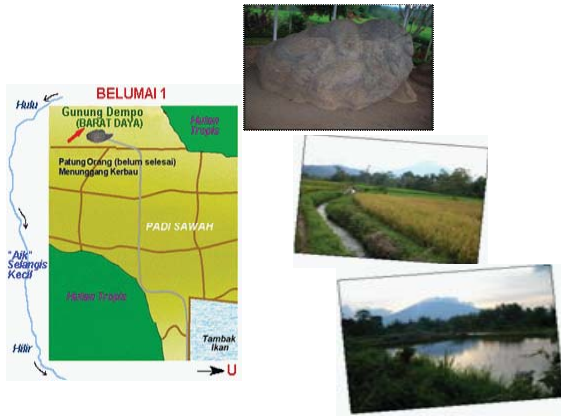 BELUMAI 1
Hulu
Gunung Dempo
(BARAT DAYA)
Hutan
Tropis
Patung Orang (belum selesai)
Menunggang Kerbau
PADI SAWAH
"Aik"
Selangis
Kecil
Hutan Tropis
Tambak
Ikan
Hilir
U